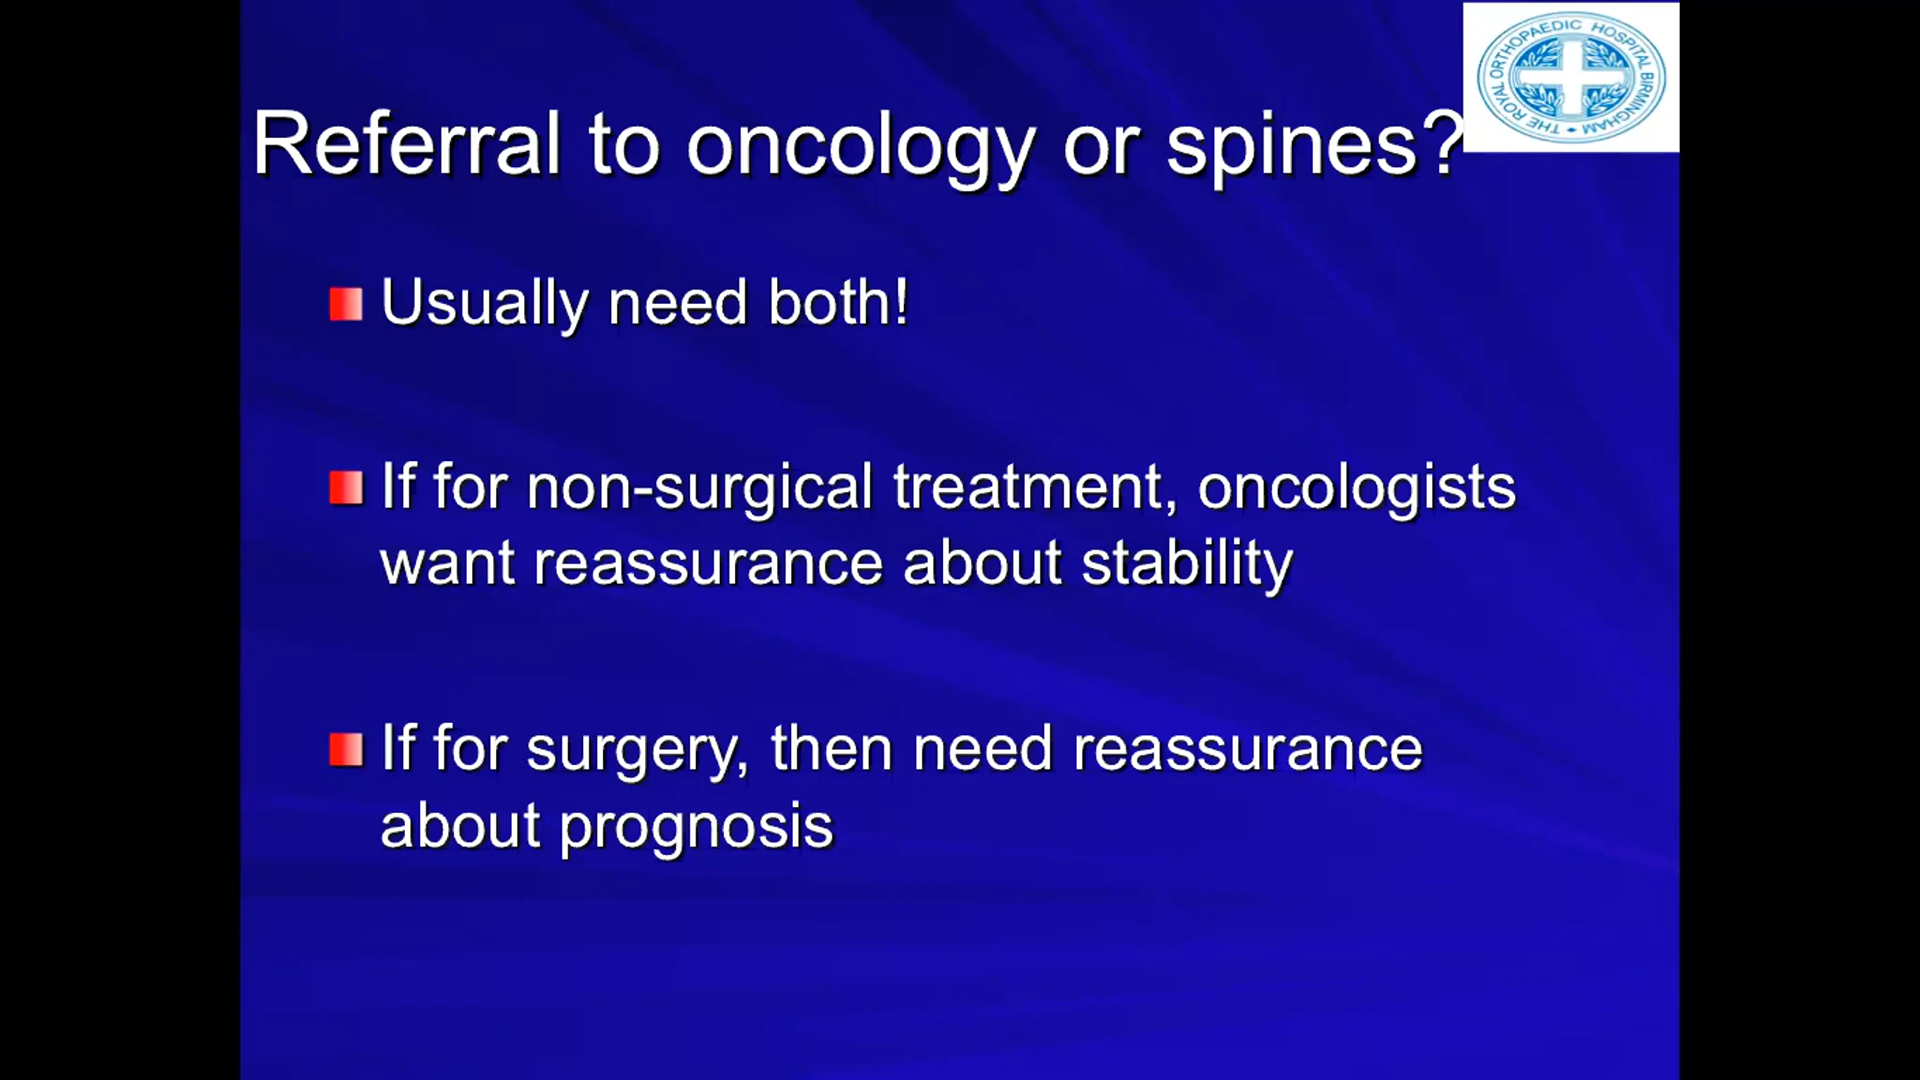 THE ROYAL ORTHOPAEDIC HOSPITAL BIRMINGHAM
Referral to oncology or spines?
Usually need both!
If for non-surgical treatment, oncologists
want reassurance about stability
If for surgery, then need reassurance
about prognosis